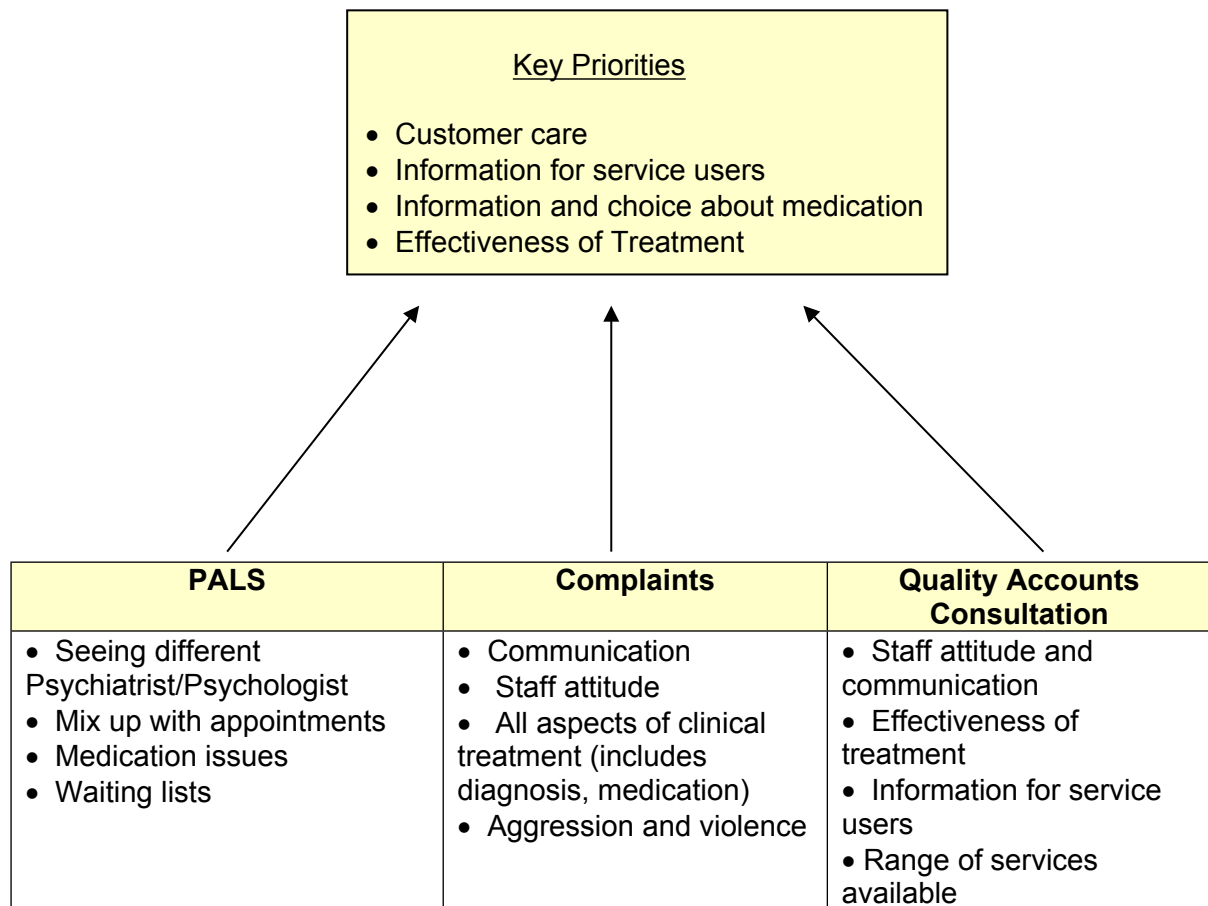 Key Priorities
• Customer care
• Information for service users
• Information and choice about medication
• Effectiveness of Treatment
PALS
• Seeing different
Psychiatrist/Psychologist
• Mix up with appointments
• Medication issues
• Waiting lists
Complaints
• Communication
• Staff attitude
• All aspects of clinical
treatment (includes
diagnosis, medication)
• Aggression and violence
Quality Accounts
Consultation
• Staff attitude and
communication
• Effectiveness of
treatment
• Information for service
users
• Range of services
available